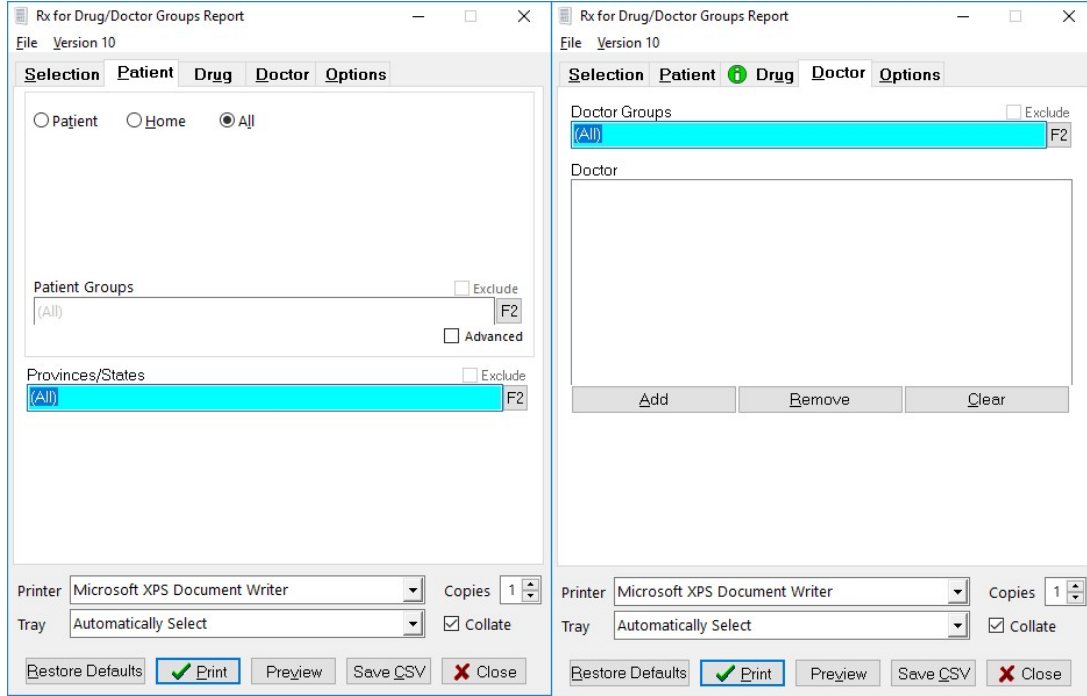 Rx for Drug/Doctor Groups Report
File Version 10
Selection Patient Drug Doctor Options
Patient Home All
Patient Groups Exclude
(All) F2
Advanced
Provinces/States Exclude
(All) F2
Printer Microsoft XPS Document Writer Copies 1
Tray Automatically Select Collate
Restore Defaults Print Preview Save CSV Close
Rx for Drug/Doctor Groups Report
File Version 10
Selection Patient Drug Doctor Options
Doctor Groups Exclude
(All) F2
Doctor
Add Remove Clear
Printer Microsoft XPS Document Writer Copies 1
Tray Automatically Select Collate
Restore Defaults Print Preview Save CSV Close